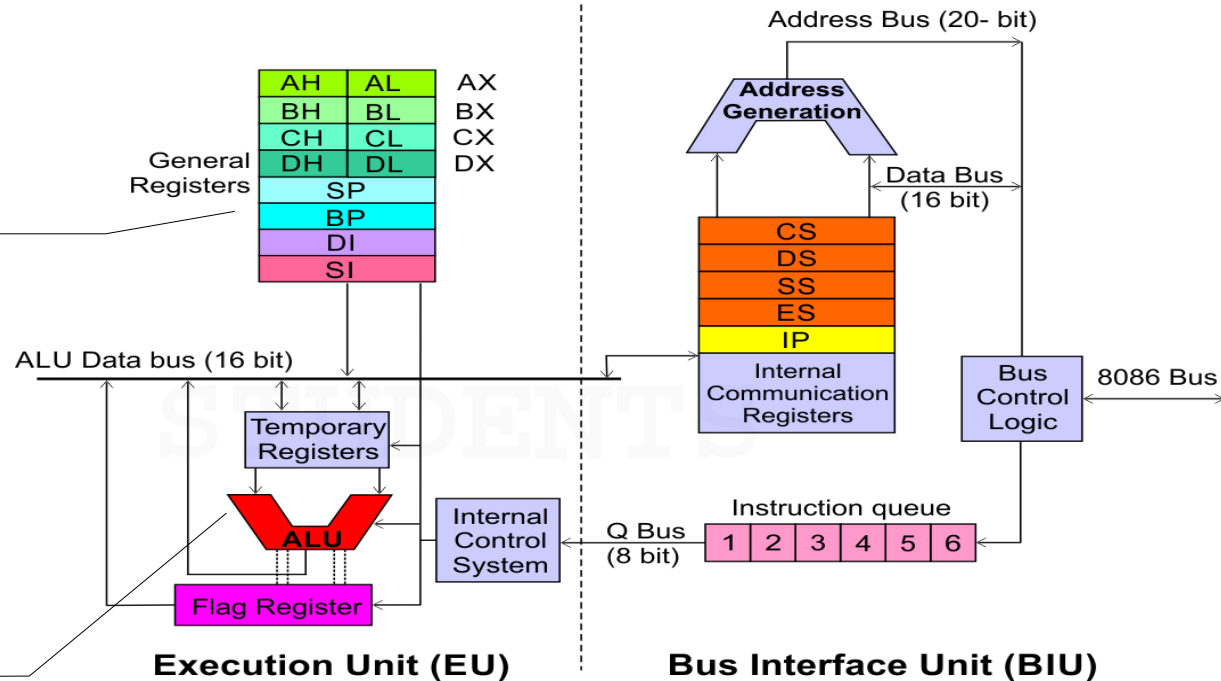 Address Bus (20- bit)
AH AL AX
BH BL BX
CH CL CX
DH DL DX
General
Registers
SP
BP
DI
SI
Address
Generation
Data Bus
(16 bit)
CS
DS
SS
ES
IP
Internal
Communication
Registers
ALU Data bus (16 bit)
Bus
Control
Logic
8086 Bus
STUDENTS
Temporary
Registers
ALU
Flag Register
Internal
Control
System
Q Bus
(8 bit)
Instruction queue
1 2 3 4 5 6
Execution Unit (EU)
Bus Interface Unit (BIU)